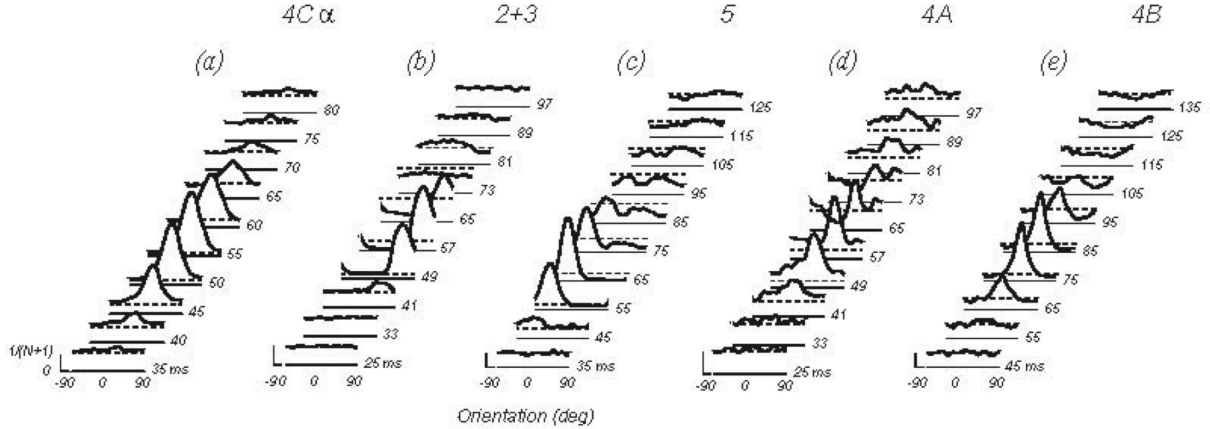 4C α 2+3 5 4A 4B
(a) (b) (c) (d) (e)
80 97 125 97 135
75 89 115 89 125
70 81 105 81 115
65 73 95 73 105
60 65 85 65 95
55 57 75 57 85
50 49 65 49 75
45 41 55 41 65
40 33 45 33 55
1/(N+1)
0 35 ms 25 ms 35 ms 25 ms 45 ms
-90 0 90 -90 0 90 -90 0 90 -90 0 90 -90 0 90
Orientation (deg)